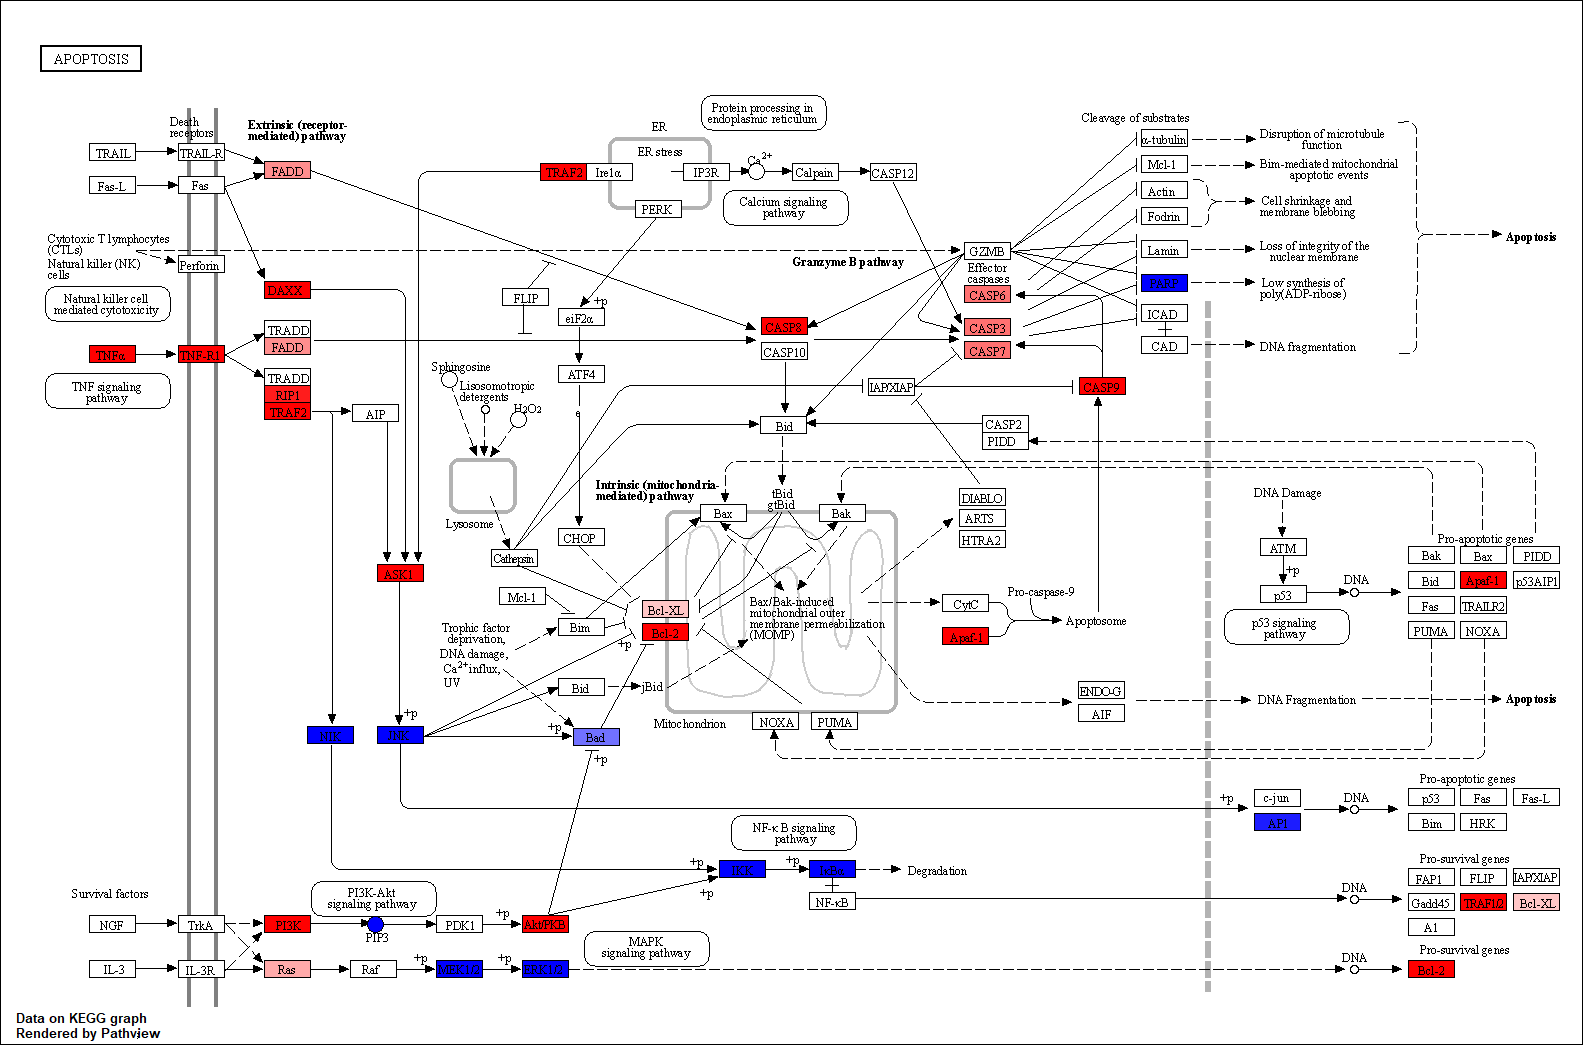 APOPTOSIS
Death
receptors
Extrinsic (receptor-
mediated) pathway
TRAIL
TRAIL-R
Fas-L
Fas
FADD
Cytotoxic T lymphocytes
(CTLs)
Natural killer (NK)
cells
Perforin
Natural killer cell
mediated cytotoxicity
DAXX
TRADD
FADD
TNFα
TNF-R1
TNF signaling
pathway
TRADD
RIP1
TRAF2
AIP
TRAF2
Ire1α
ER
ER stress
IP3R
PERK
Protein processing in
endoplasmic reticulum
Ca2+
Calpain
CASP12
Calcium signaling
pathway
FLIP
+p
eiF2α
ATF4
e
CHOP
Granzyme B pathway
GZMB
Effector
caspases
CASP6
CASP3
CASP7
CASP8
CASP10
IAP/XIAP
CASP9
Bid
CASP2
PIDD
Cleavage of substrates
α-tubulin
Mcl-1
Actin
Fodrin
Lamin
ICAD
CAD
Disruption of microtubule
function
Bim-mediated mitochondrial
apoptotic events
Cell shrinkage and
membrane blebbing
Loss of integrity of the
nuclear membrane
Low synthesis of
poly(ADP-ribose)
DNA fragmentation
Apoptosis
Sphingosine
Lisosomotropic
detergents
H2O2
Lysosome
Cathepsin
Intrinsic (mitochondria-
mediated) pathway
tBid
gtBid
Bax
Bak
DIABLO
ARTS
HTRA2
ASK1
Mcl-1
Bim
Bcl-XL
Bcl-2
+p
Trophic factor
deprivation,
DNA damage,
Ca2+ influx,
UV
Bid
jBid
Bax/Bak-induced
mitochondrial outer
membrane permeabilization
(MOMP)
CytC
Apaf-1
Pro-caspase-9
Apoptosome
Mitochondrion
NOXA
PUMA
ENDO-G
AIF
DNA Fragmentation
Apoptosis
DNA Damage
ATM
+p
p53
p53 signaling
pathway
DNA
Pro-apoptotic genes
Bak
Bax
PIDD
Bid
Apaf-1
p53AIP1
Fas
TRAILR2
PUMA
NOXA
NIK
+p
JNK
+p
Bad
+p
+p
c-jun
AP1
DNA
Pro-apoptotic genes
p53
Fas
Fas-L
Bim
HRK
NF-κB signaling
pathway
+p
IKK
+p
IκBα
+p
Degradation
NF-κB
DNA
Pro-survival genes
FAP1
FLIP
IAP/XIAP
Gadd45
TRAF1/2
Bcl-XL
A1
Survival factors
NGF
TrkA
PI3K
PI3K-Akt
signaling pathway
PIP3
PDK1
+p
Akt/PKB
IL-3
IL-3R
Ras
Raf
+p
MEK1/2
+p
ERK1/2
MAPK
signaling pathway
DNA
Pro-survival genes
Bcl-2
Data on KEGG graph
Rendered by Pathview